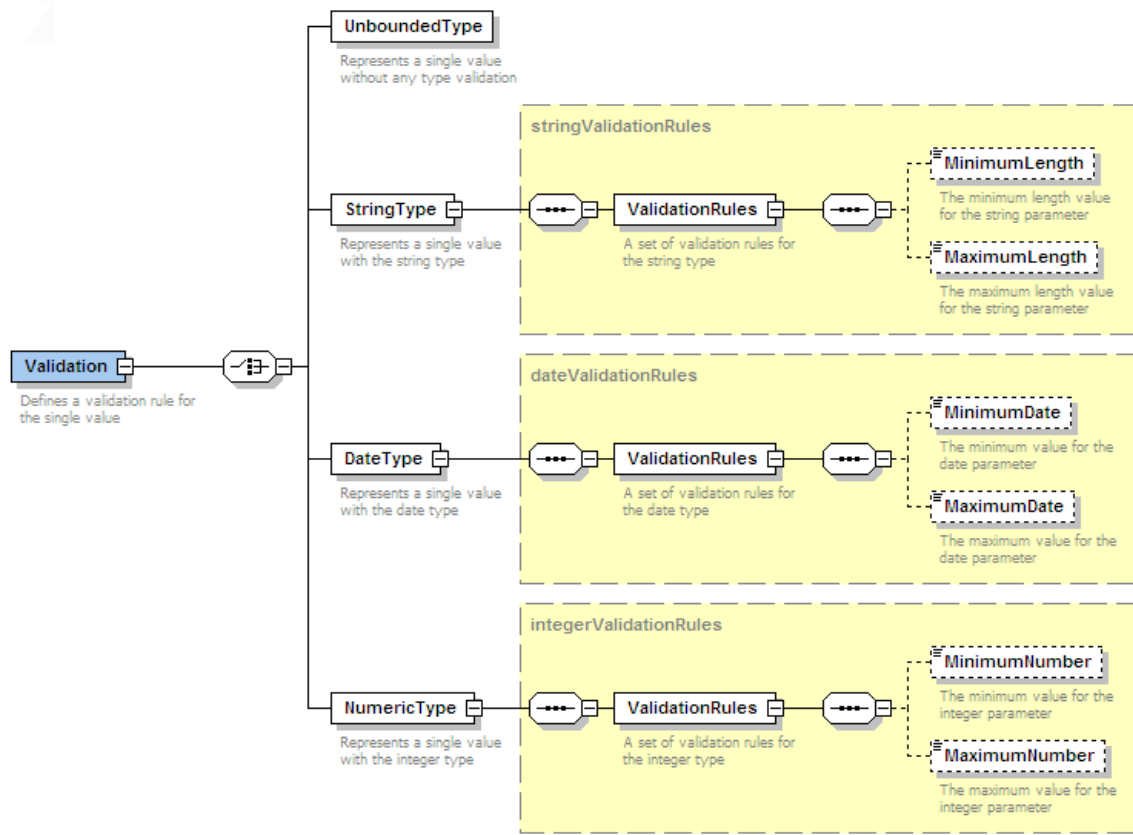 UnboundedType
Represents a single value
without any type validation
stringValidationRules
StringType
Represents a single value
with the string type
ValidationRules
A set of validation rules for
the string type
MinimumLength
The minimum length value
for the string parameter
MaximumLength
The maximum length value
for the string parameter
Validation
Defines a validation rule for
the single value
dateValidationRules
DateType
Represents a single value
with the date type
ValidationRules
A set of validation rules for
the date type
MinimumDate
The minimum value for the
date parameter
MaximumDate
The maximum value for the
date parameter
integerValidationRules
NumericType
Represents a single value
with the integer type
ValidationRules
A set of validation rules for
the integer type
MinimumNumber
The minimum value for the
integer parameter
MaximumNumber
The maximum value for the
integer parameter